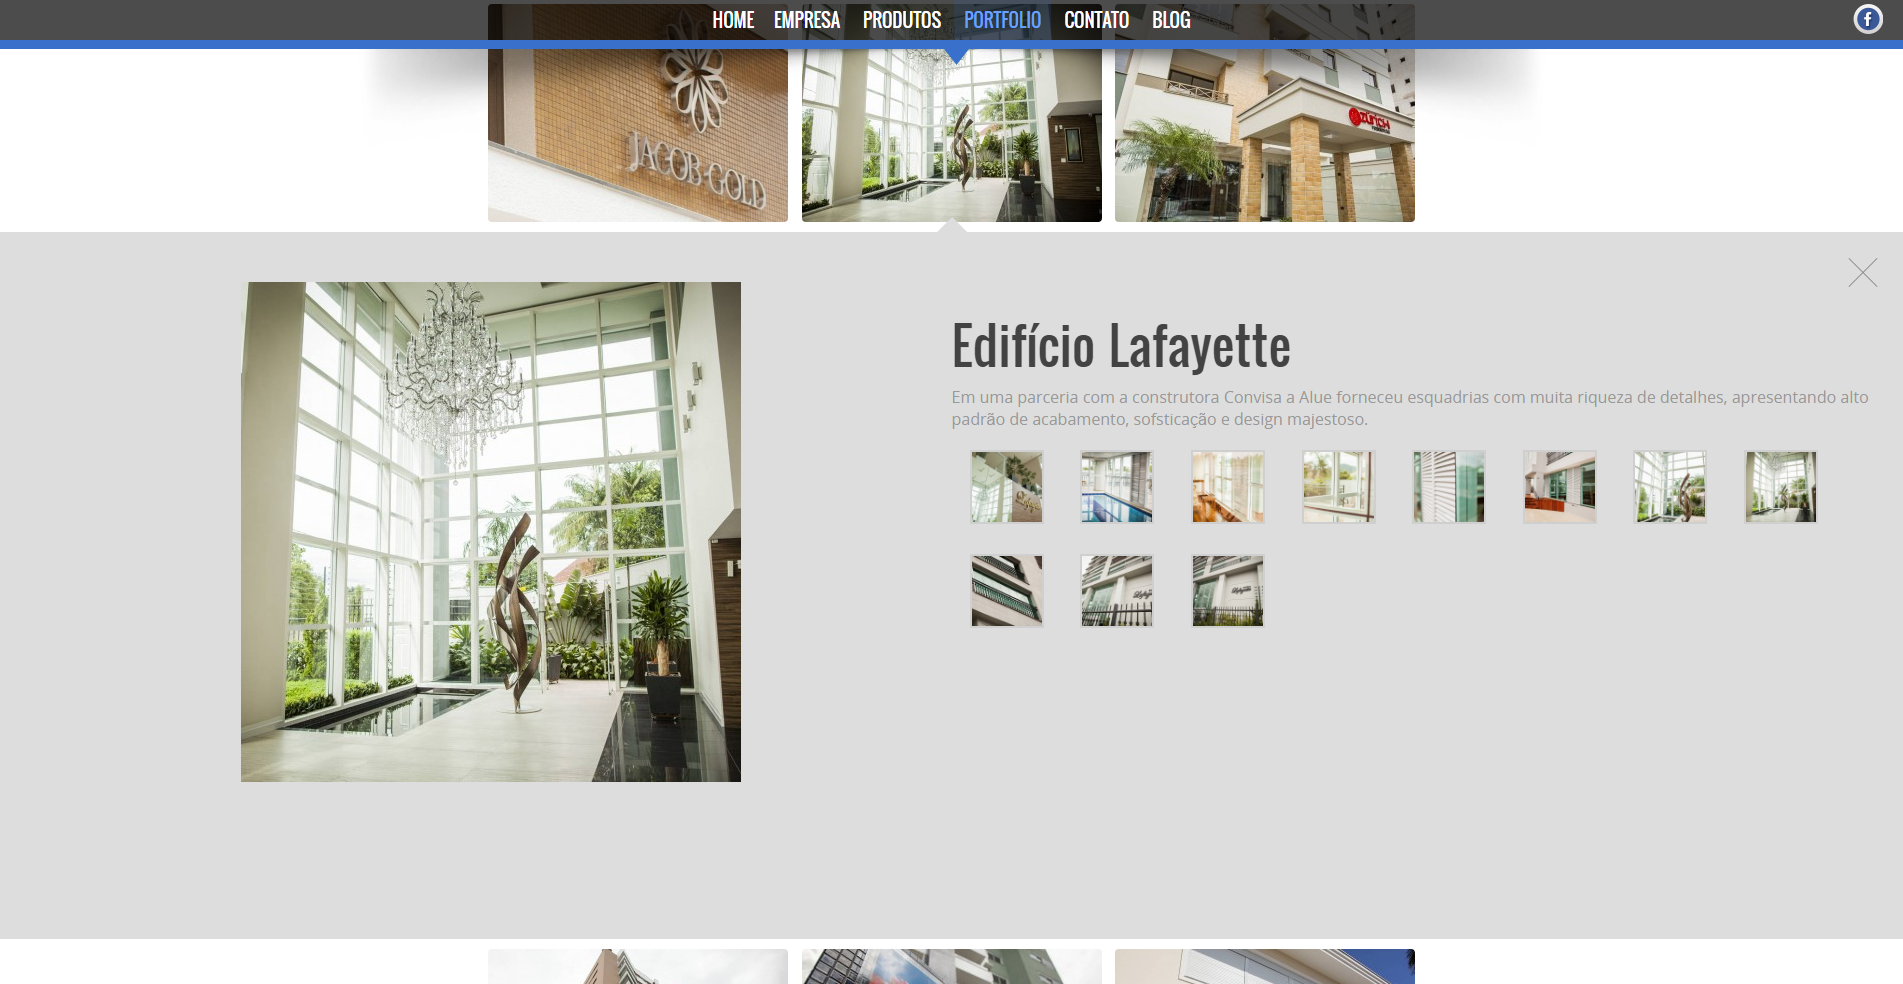 HOME EMPRESA PRODUTOS PORTFOLIO CONTATO BLOG
JACOB-GOLD
ZURICH
Edifício Lafayette
Em uma parceria com a construtora Convisa a Alue forneceu esquadrias com muita riqueza de detalhes, apresentando alto
padrão de acabamento, sofsticação e design majestoso.